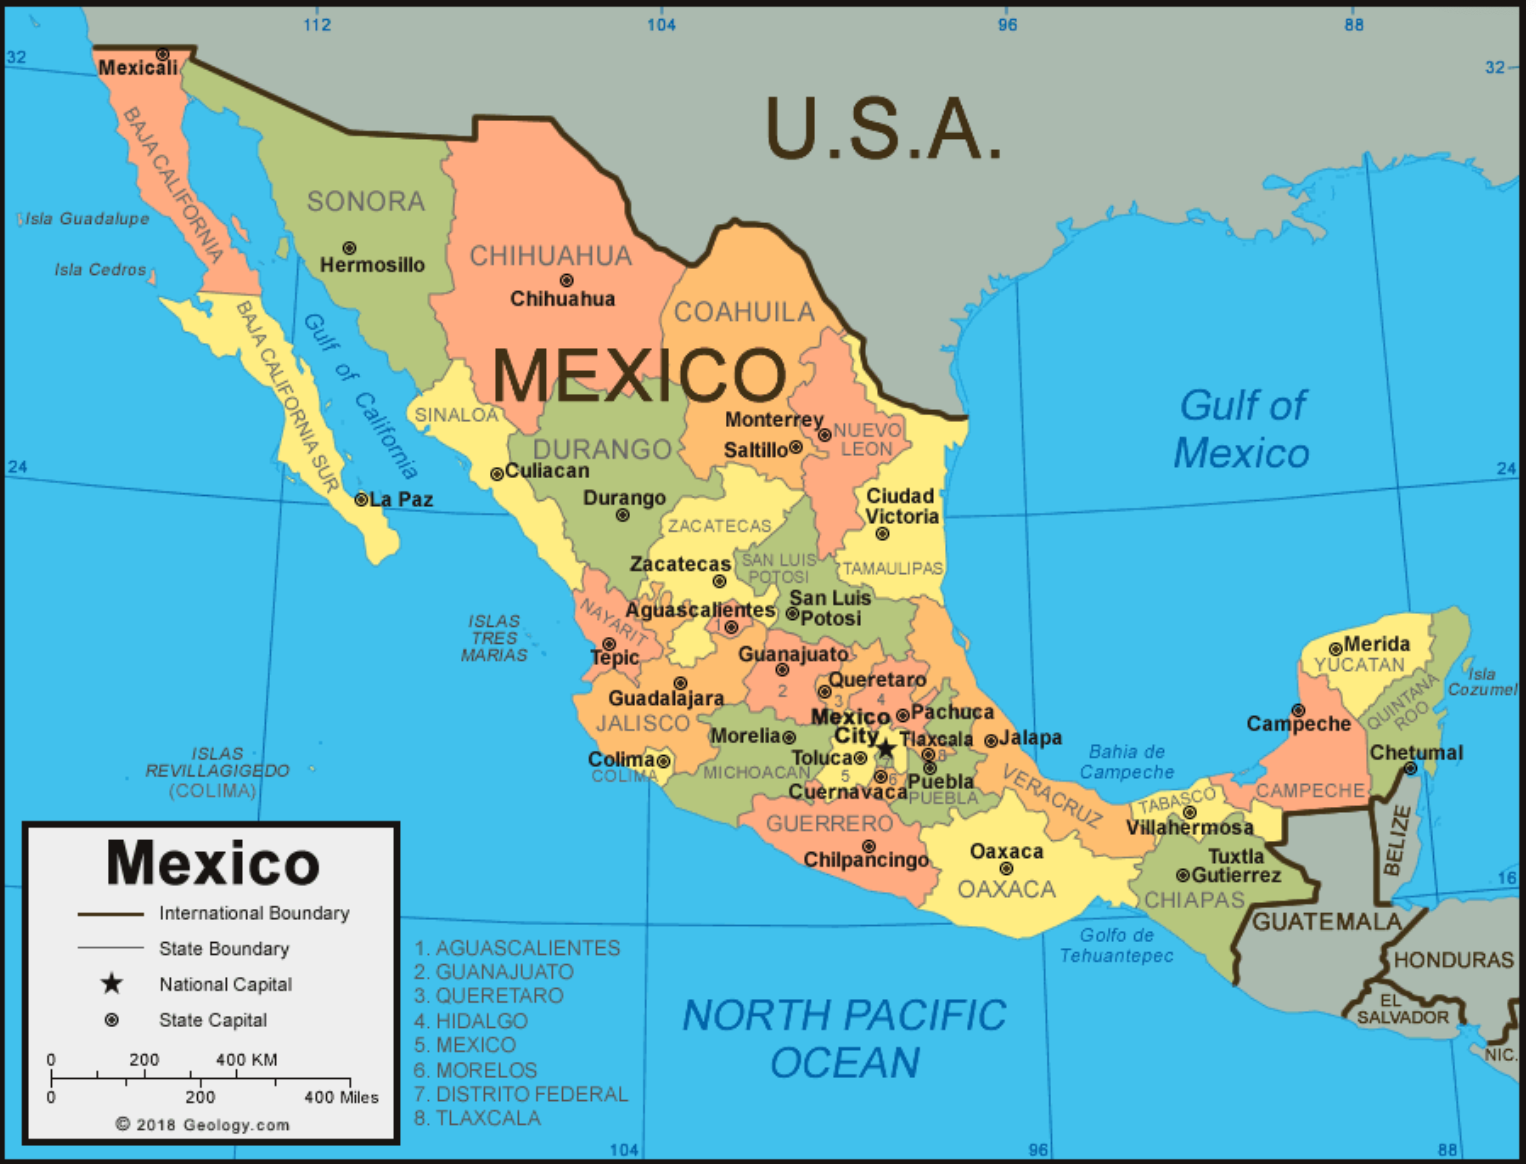 112
104
96
88
32
32
Mexicali
U.S.A.
BAJA CALIFORNIA
SONORA
Isla Guadalupe
CHIHUAHUA
Hermosillo
Isla Cedros
Chihuahua
COAHUILA
BAJA CALIFORNIA SUR
Gulf of California
MEXICO
Gulf of
Mexico
SINALOA
Monterrey
NUEVO
LEON
DURANGO
Saltillo
24
24
Culiacan
La Paz
Durango
Ciudad
Victoria
ZACATECAS
Zacatecas
SAN LUIS
POTOSI
TAMAULIPAS
NAYARIT
Aguascalientes
1
San Luis
Potosi
ISLAS
TRES
MARIAS
Tepic
Guanajuato
2
Merida
YUCATAN
Queretaro
3
4
Isla
Cozumel
QUINTANA
ROO
Guadalajara
JALISCO
Mexico
City
Pachuca
Campeche
Morelia
Tlaxcala
8
Jalapa
Chetumal
Bahia de
Campeche
ISLAS
REVILLAGIGEDO
(COLIMA)
Colima
COLIMA
Toluca
7
MICHOACAN
5
6
Puebla
PUEBLA
Cuernavaca
VERACRUZ
TABASCO
CAMPECHE
GUERRERO
Villahermosa
BELIZE
Chilpancingo
Oaxaca
OAXACA
Tuxtla
Gutierrez
CHIAPAS
16
GUATEMALA
Golfo de
Tehuantepec
HONDURAS
EL
SALVADOR
NIC.
NORTH PACIFIC
OCEAN
Mexico
International Boundary
State Boundary
National Capital
State Capital
0 200 400 KM
0 200 400 Miles
© 2018 Geology.com
1. AGUASCALIENTES
2. GUANAJUATO
3. QUERETARO
4. HIDALGO
5. MEXICO
6. MORELOS
7. DISTRITO FEDERAL
8. TLAXCALA
104
96
88